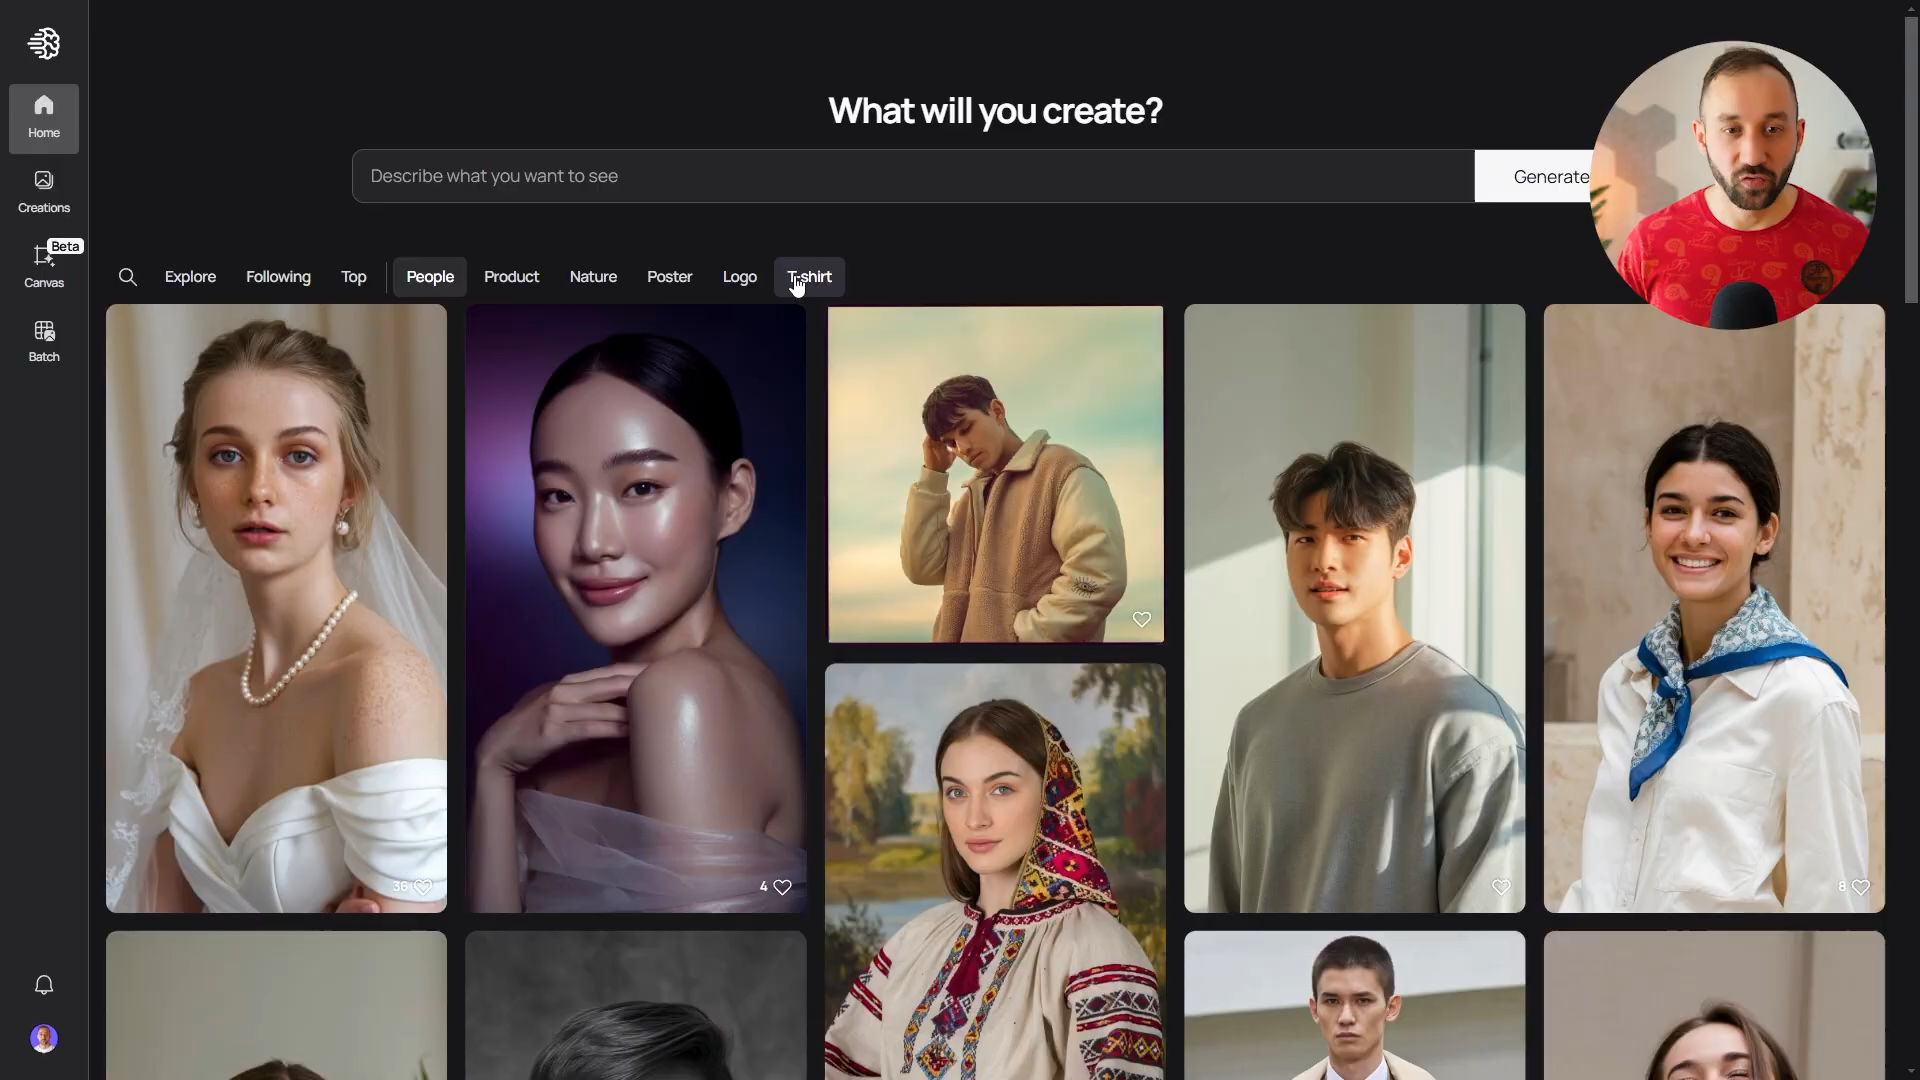 What will you create?
Describe what you want to see
Generate
Home
Creations
Beta
Canvas
Batch
Explore
Following
Top
People
Product
Nature
Poster
Logo
T-shirt
36
4
8